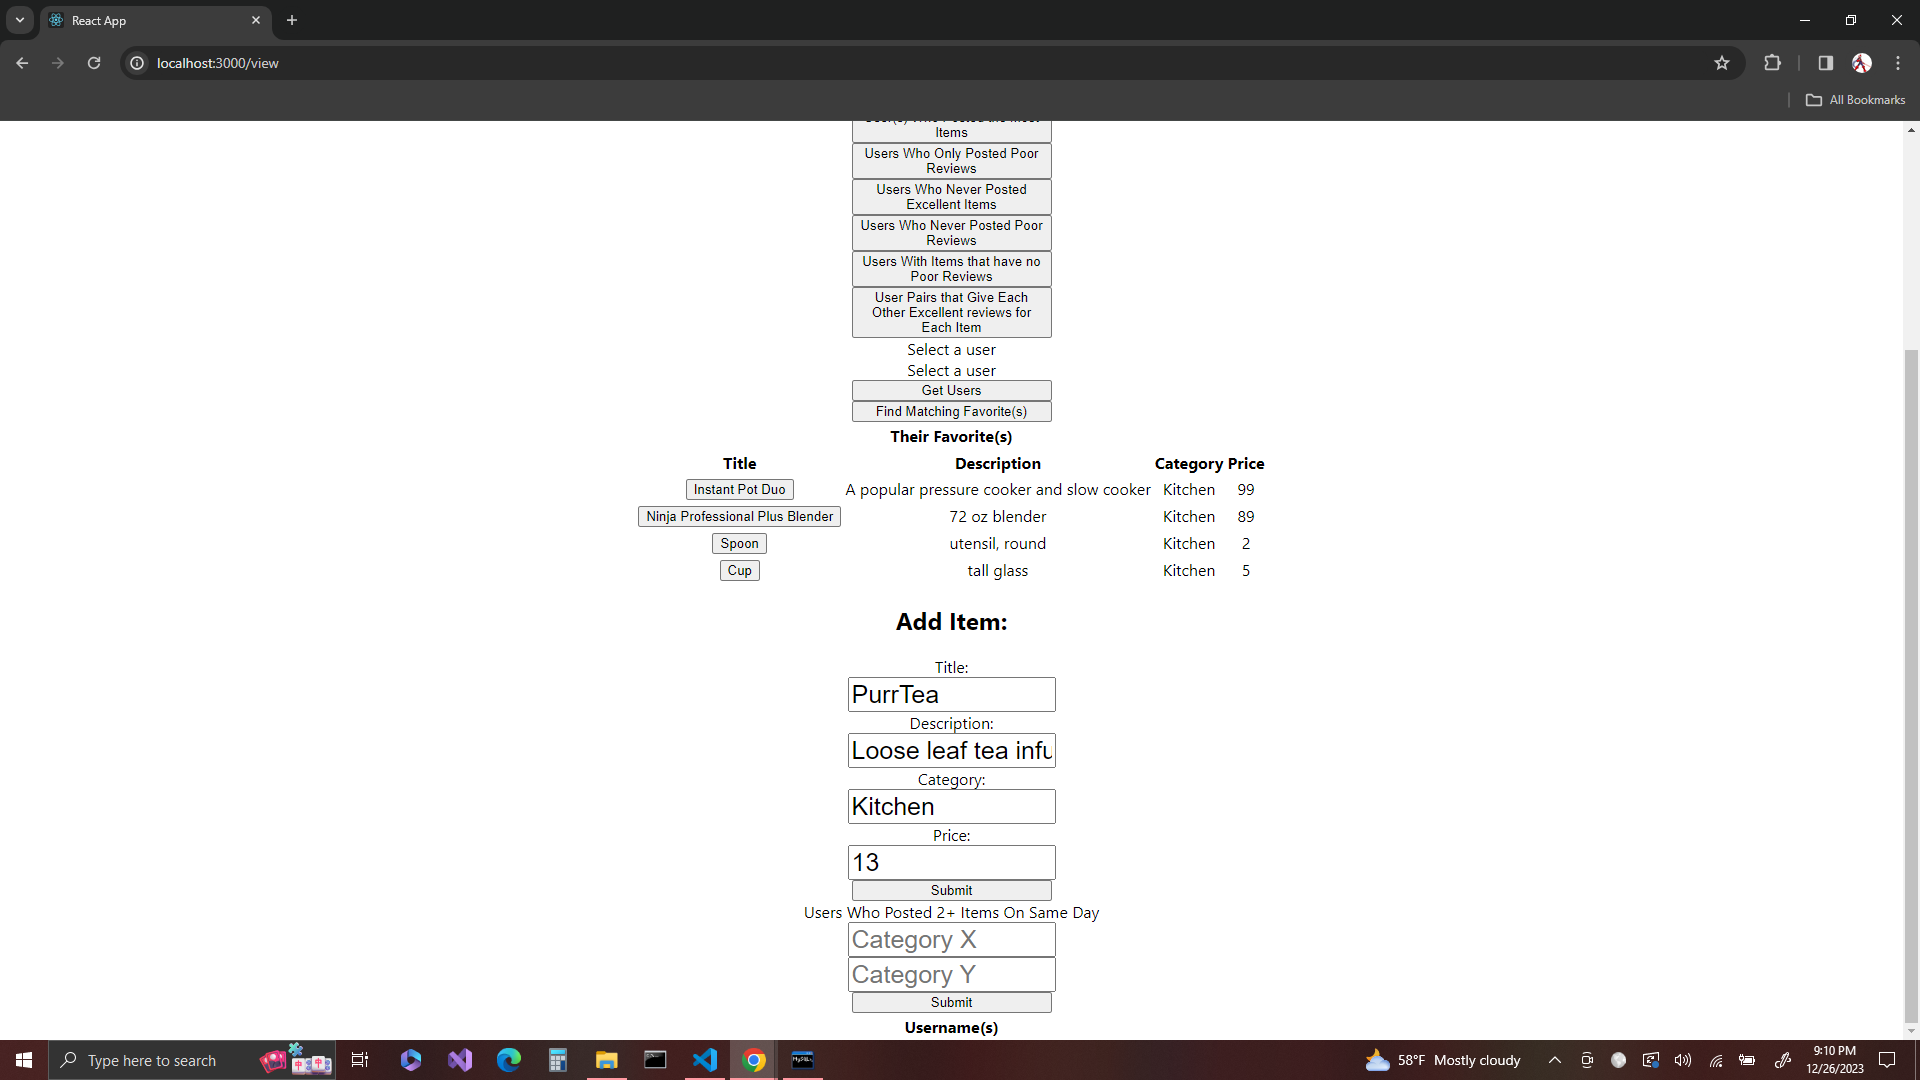 React App
localhost:3000/view
All Bookmarks
User(s) Who Posted the Most
Items
Users Who Only Posted Poor
Reviews
Users Who Never Posted
Excellent Items
Users Who Never Posted Poor
Reviews
Users With Items that have no
Poor Reviews
User Pairs that Give Each
Other Excellent reviews for
Each Item
Select a user
Select a user
Get Users
Find Matching Favorite(s)
Their Favorite(s)
Title Description Category Price
Instant Pot Duo A popular pressure cooker and slow cooker Kitchen 99
Ninja Professional Plus Blender 72 oz blender Kitchen 89
Spoon utensil, round Kitchen 2
Cup tall glass Kitchen 5
Add Item:
Title:
PurrTea
Description:
Loose leaf tea infu
Category:
Kitchen
Price:
13
Submit
Users Who Posted 2+ Items On Same Day
Category X
Category Y
Submit
Username(s)
Type here to search
58°F Mostly cloudy
9:10 PM
12/26/2023